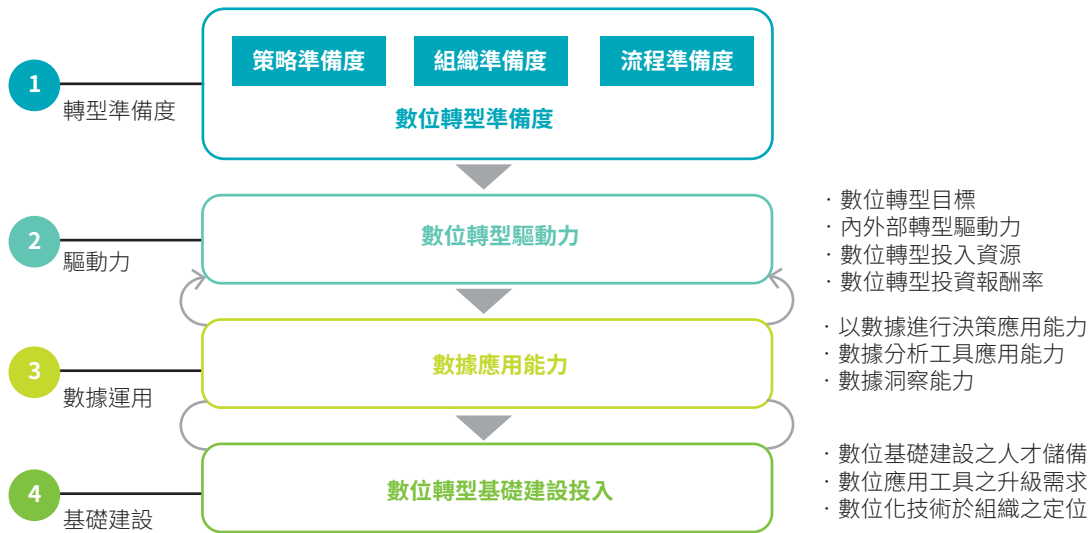 1
轉型準備度
策略準備度
組織準備度
流程準備度
數位轉型準備度
2
驅動力
數位轉型驅動力
· 數位轉型目標
· 內外部轉型驅動力
· 數位轉型投入資源
· 數位轉型投資報酬率
3
數據運用
數據應用能力
· 以數據進行決策應用能力
· 數據分析工具應用能力
· 數據洞察能力
4
基礎建設
數位轉型基礎建設投入
· 數位基礎建設之人才儲備
· 數位應用工具之升級需求
· 數位化技術於組織之定位